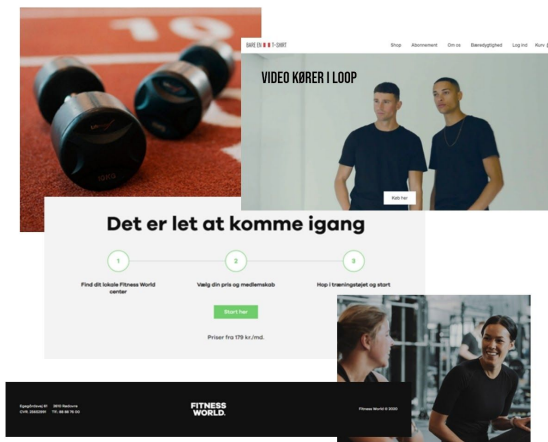 BARE EN T-SHIRT
Shop Abonnement Om os Bæredygtighed Log ind Kurv
VIDEO KØRER I LOOP
Køb her
Det er let at komme igang
1 2 3
Find dit lokale Fitness World
center
Vælg din pris og medlemskab
Hop i træningstøjet og start
Start her
Priser fra 179 kr./md.
FITNESS
WORLD.
Fitness World © 2020